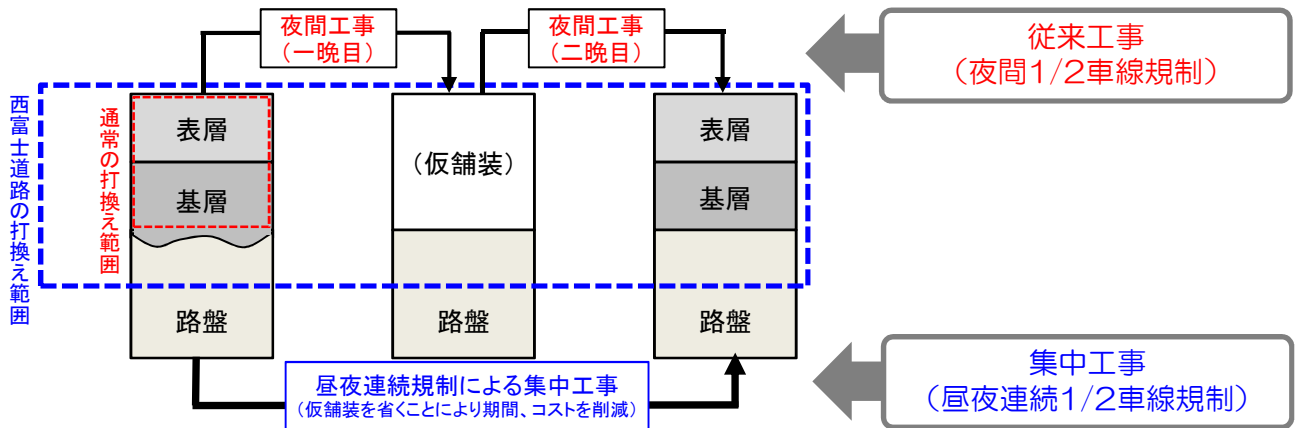 夜間工事
（一晩目）
夜間工事
（二晩目）
従来工事
（夜間1/2車線規制）
西富士道路の打換え範囲
通常の打換え範囲
表層
基層
路盤
（仮舗装）
路盤
表層
基層
路盤
昼夜連続規制による集中工事
（仮舗装を省くことにより期間、コストを削減）
集中工事
（昼夜連続1/2車線規制）